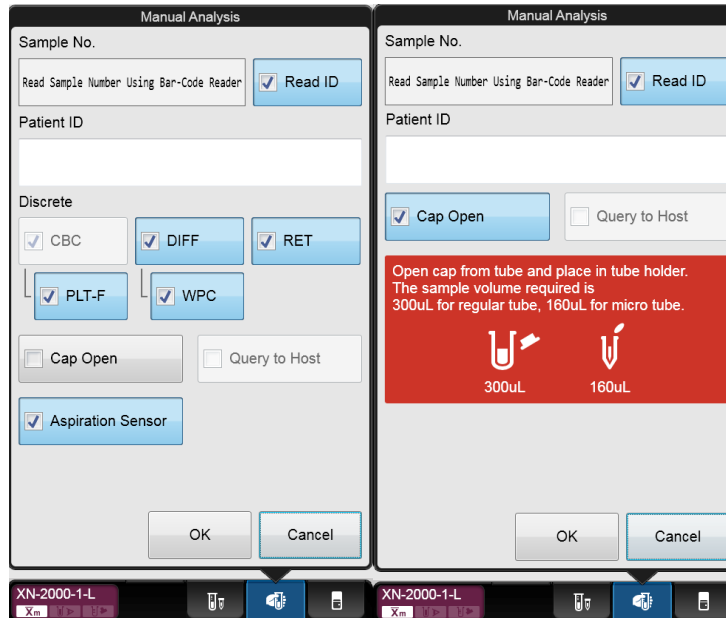 Manual Analysis
Sample No.
Read Sample Number Using Bar-Code Reader
Read ID
Patient ID
Discrete
CBC
DIFF
RET
PLT-F
WPC
Cap Open
Query to Host
Aspiration Sensor
OK
Cancel
XN-2000-1-L
Xm
Manual Analysis
Sample No.
Read Sample Number Using Bar-Code Reader
Read ID
Patient ID
Cap Open
Query to Host
Open cap from tube and place in tube holder.
The sample volume required is
300uL for regular tube, 160uL for micro tube.
300uL
160uL
OK
Cancel
XN-2000-1-L
Xm